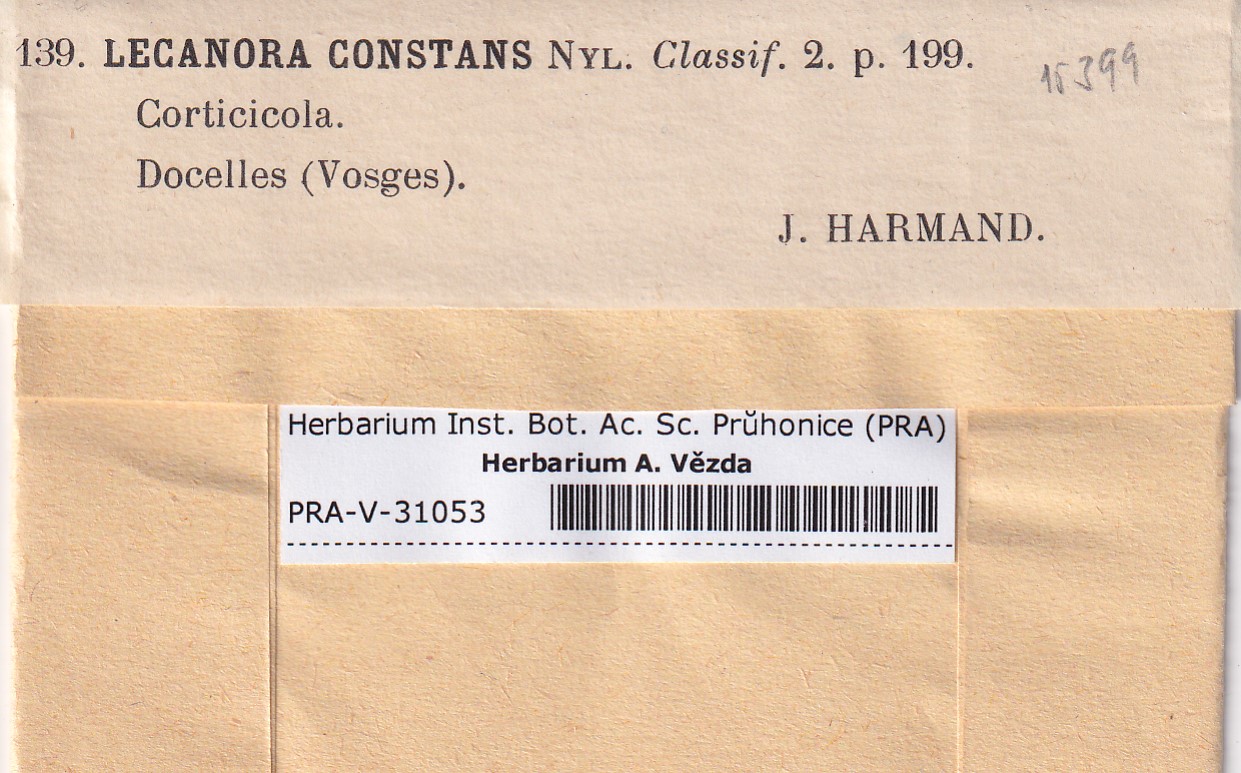 139. LECANORA CONSTANS NYL. Classif. 2. p. 199.
15399
Corticicola.
Docelles (Vosges).
J. HARMAND.
Herbarium Inst. Bot. Ac. Sc. Prŭhonice (PRA)
Herbarium A. Vězda
PRA-V-31053